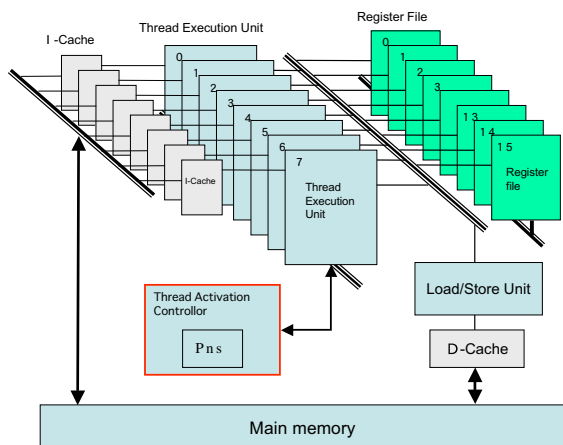 I-Cache
Thread Execution Unit
Register File
0
1
2
3
4
5
6
7
I-Cache
Thread
Execution
Unit
0
1
2
3
1 3
1 4
1 5
Register
file
Thread Activation
Controllor
Pns
Load/Store Unit
D-Cache
Main memory